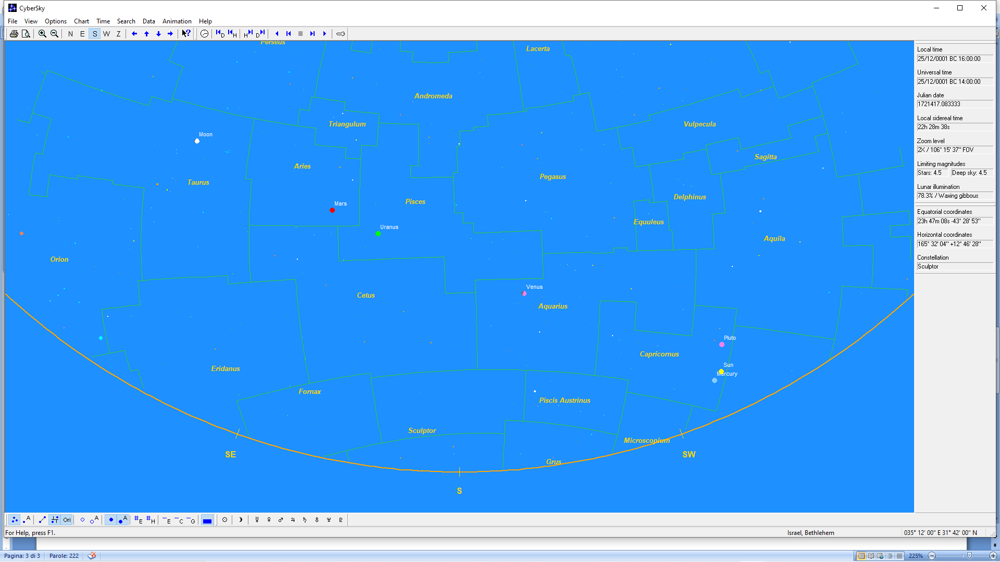 CyberSky
File View Options Chart Time Search Data Animation Help
N E S W Z
Perseus
Lacerta
Andromeda
Triangulum
Vulpecula
Moon
Sagitta
Aries
Pegasus
Taurus
Delphinus
Pisces
Mars
Equuleus
Uranus
Aquila
Orion
Venus
Cetus
Aquarius
Pluto
Capricornus
Sun
Eridanus
Mercury
Fornax
Piscis Austrinus
Sculptor
Microscopium
SE
SW
Grus
S
Local time
25/12/0001 BC 16:00:00
Universal time
25/12/0001 BC 14:00:00
Julian date
1721417.083333
Local sidereal time
22h 28m 38s
Zoom level
2X / 106° 15' 37" FOV
Limiting magnitudes
Stars: 4.5 Deep sky: 4.5
Lunar illumination
78.3% / Waxing gibbous
Equatorial coordinates
23h 47m 08s -43° 28' 53"
Horizontal coordinates
165° 32' 04" +12° 46' 28"
Constellation
Sculptor
Ori
For Help, press F1.
Israel, Bethlehem
035° 12' 00" E 31° 42' 00" N
Pagina: 3 di 3
Parole: 222
225%